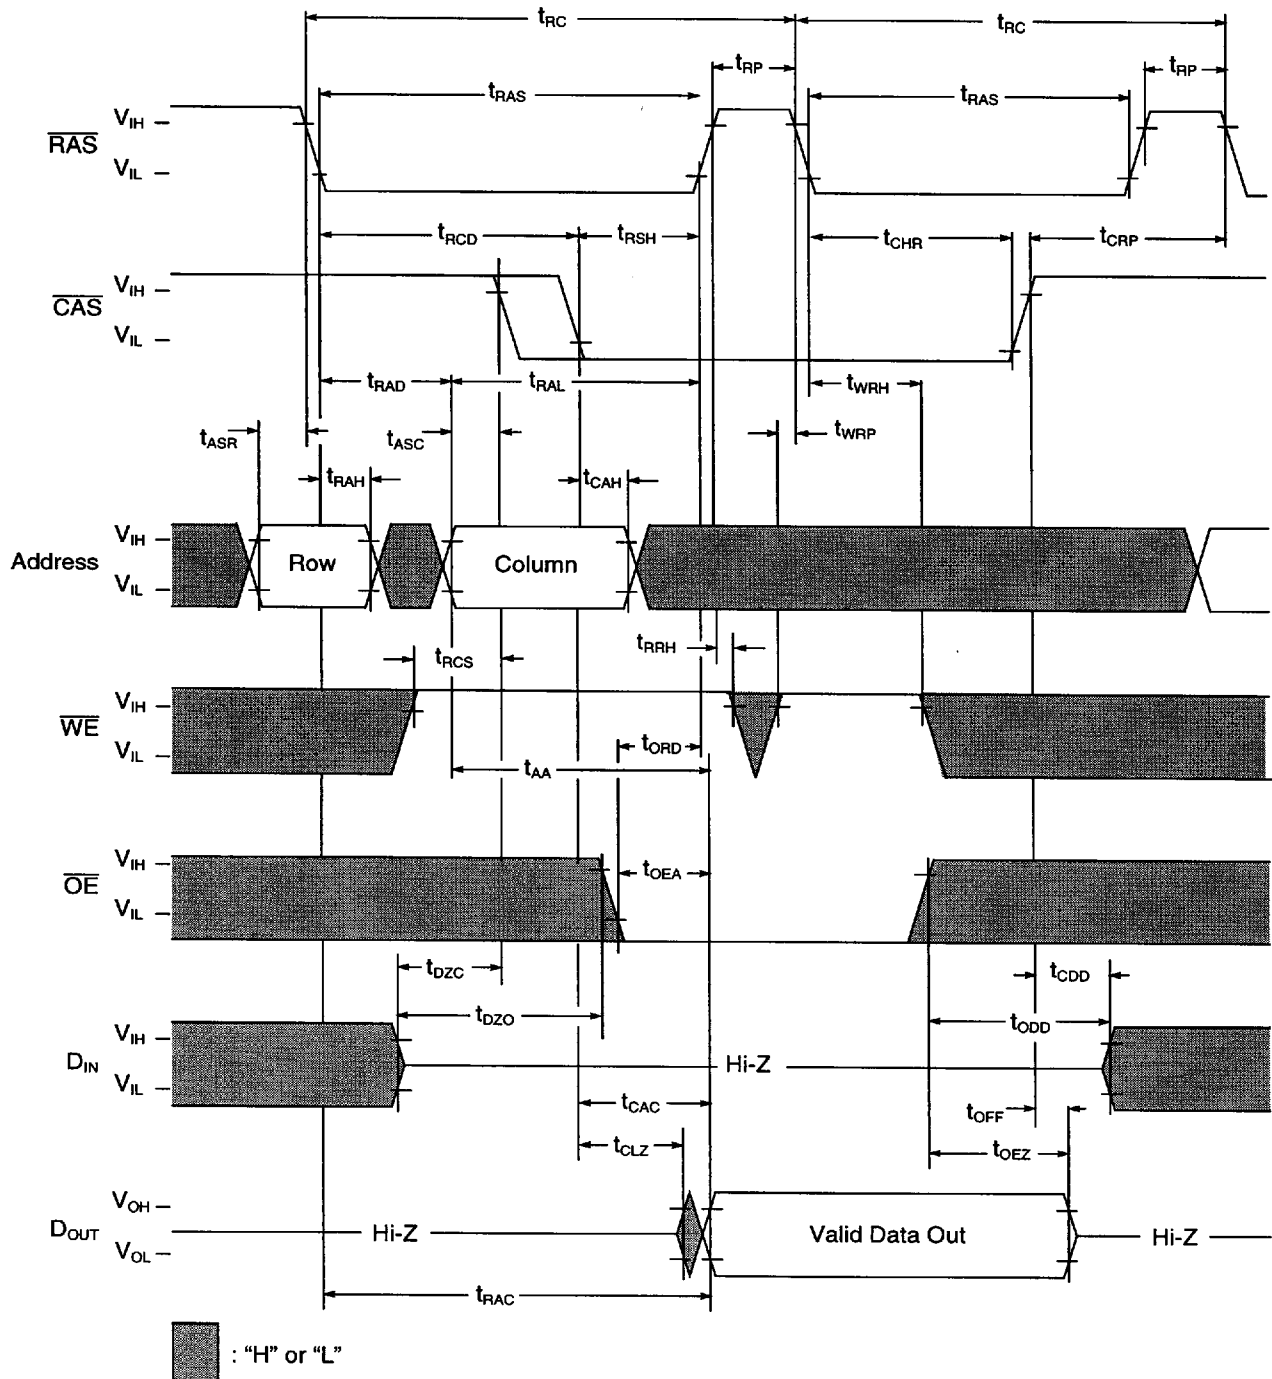 tRC tRC
tRP tRP
tRAS tRAS
RAS VIH
VIL
tRCD tRSH tCHR tCRP
CAS VIH
VIL
tRAD tRAL tWRH
tASR tASC tWRP
tRAH tCAH
Address VIH
VIL
Row Column
tRRH
tRCS
WE VIH
VIL
tORD
tAA
OE VIH
VIL
tOEA
tDZC tCDD
tDZO tODD
DIN VIH
VIL
Hi-Z
tCAC tOFF
tCLZ tOEZ
DOUT VOH
VOL
Hi-Z Valid Data Out Hi-Z
tRAC
: “H” or “L”